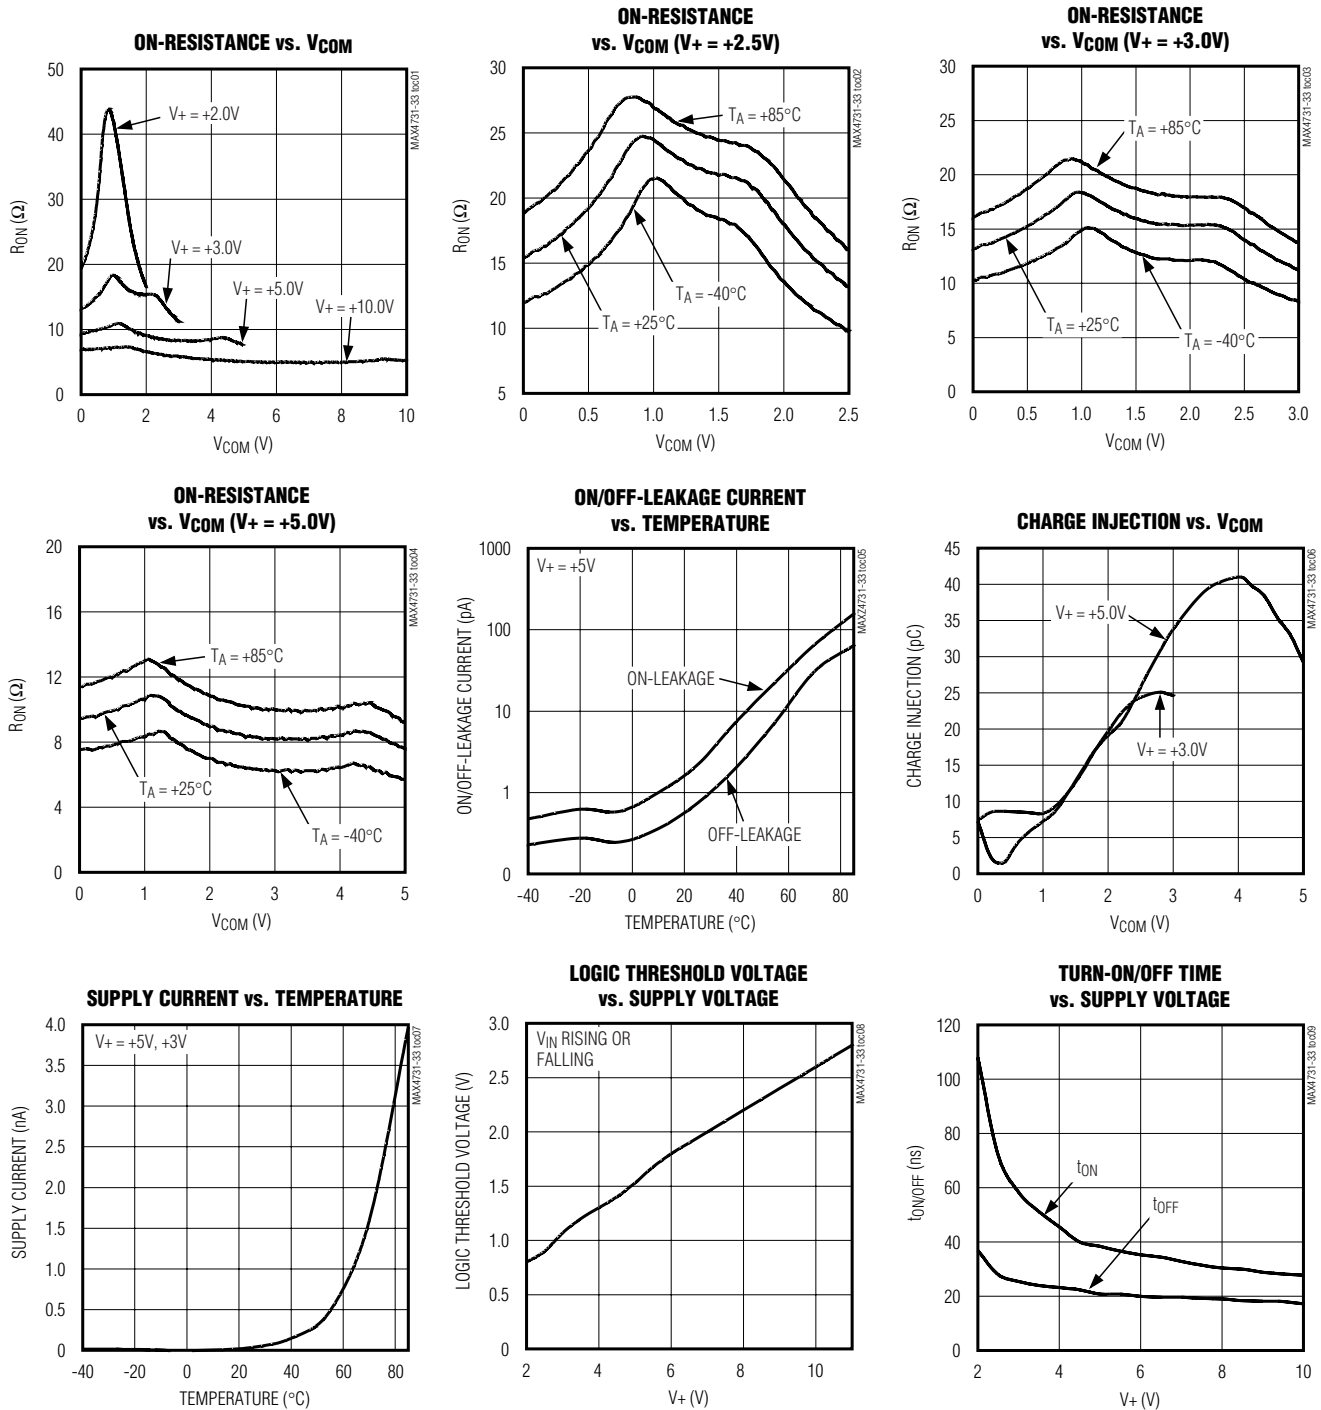 ON-RESISTANCE vs. VCOM
50
40
30
20
10
0
RON (Ω)
V+ = +2.0V
V+ = +3.0V
V+ = +5.0V
V+ = +10.0V
0 2 4 6 8 10
VCOM (V)
MAX4731-33 toc01
ON-RESISTANCE
vs. VCOM (V+ = +2.5V)
30
25
20
15
10
5
RON (Ω)
TA = +85°C
TA = -40°C
TA = +25°C
0 0.5 1.0 1.5 2.0 2.5
VCOM (V)
MAX4731-33 toc02
ON-RESISTANCE
vs. VCOM (V+ = +3.0V)
30
25
20
15
10
5
0
RON (Ω)
TA = +85°C
TA = +25°C
TA = -40°C
0 0.5 1.0 1.5 2.0 2.5 3.0
VCOM (V)
MAX4731-33 toc03
ON-RESISTANCE
vs. VCOM (V+ = +5.0V)
20
16
12
8
4
0
RON (Ω)
TA = +85°C
TA = +25°C
TA = -40°C
0 1 2 3 4 5
VCOM (V)
MAX4731-33 toc04
ON/OFF-LEAKAGE CURRENT
vs. TEMPERATURE
1000
100
10
1
0
ON/OFF-LEAKAGE CURRENT (pA)
V+ = +5V
ON-LEAKAGE
OFF-LEAKAGE
-40 -20 0 20 40 60 80
TEMPERATURE (°C)
MAXZ4731-33 toc05
CHARGE INJECTION vs. VCOM
45
40
35
30
25
20
15
10
5
0
CHARGE INJECTION (pC)
V+ = +5.0V
V+ = +3.0V
0 1 2 3 4 5
VCOM (V)
MAX4731-33 toc06
SUPPLY CURRENT vs. TEMPERATURE
4.0
3.5
3.0
2.5
2.0
1.5
1.0
0.5
0
SUPPLY CURRENT (nA)
V+ = +5V, +3V
-40 -20 0 20 40 60 80
TEMPERATURE (°C)
MAX4731-33 toc07
LOGIC THRESHOLD VOLTAGE
vs. SUPPLY VOLTAGE
3.0
2.5
2.0
1.5
1.0
0.5
0
LOGIC THRESHOLD VOLTAGE (V)
VIN RISING OR
FALLING
2 4 6 8 10
V+ (V)
MAX4731-33 toc08
TURN-ON/OFF TIME
vs. SUPPLY VOLTAGE
120
100
80
60
40
20
0
tON/OFF (ns)
tON
tOFF
2 4 6 8 10
V+ (V)
MAX4731-33 toc09